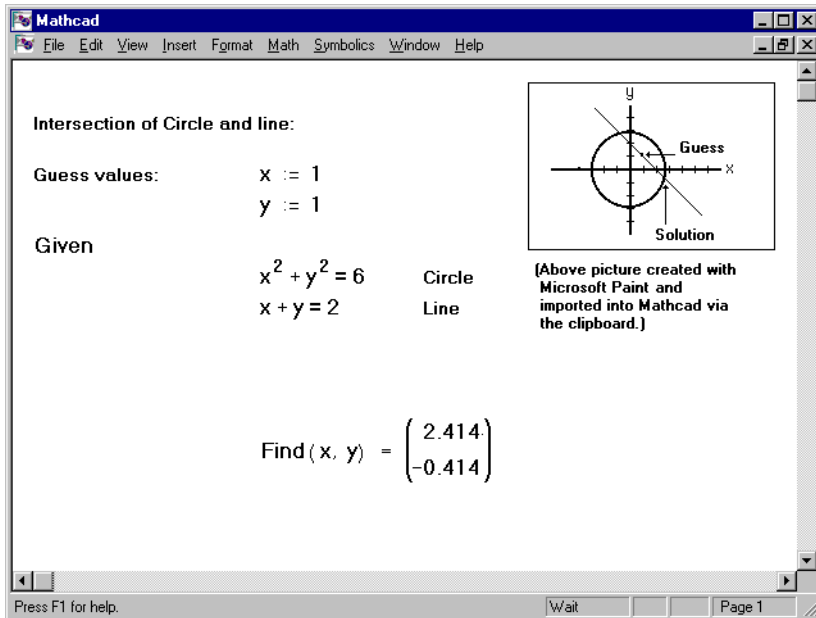 Mathcad
File Edit View Insert Format Math Symbolics Window Help
Intersection of Circle and line:
Guess values: x := 1
y := 1
Given
x² + y² = 6 Circle
x + y = 2 Line
Find(x, y) = (2.414
-0.414)
y
Guess
x
Solution
(Above picture created with
Microsoft Paint and
imported into Mathcad via
the clipboard.)
Press F1 for help. Wait Page 1